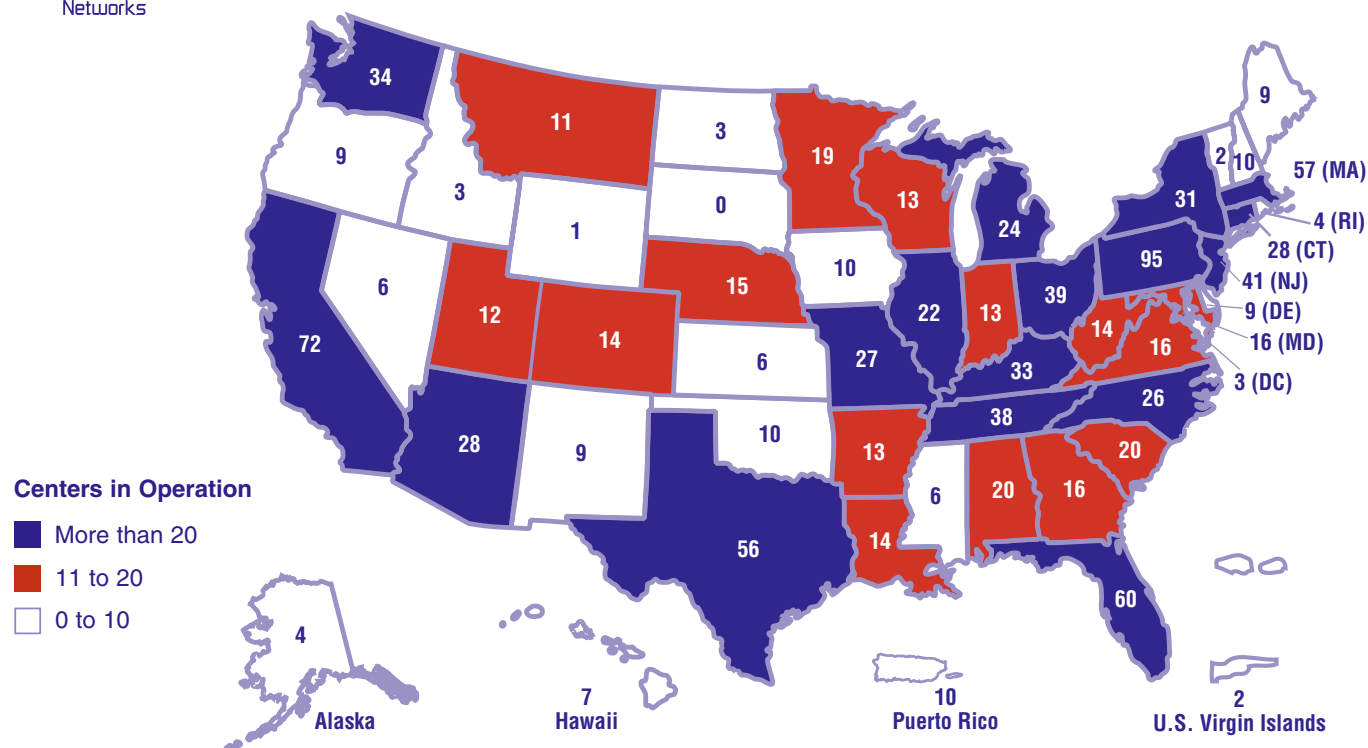 Networks
34
11
3
19
9
9
3
0
13
2
10
57 (MA)
1
24
31
4 (RI)
28 (CT)
6
15
10
95
41 (NJ)
12
22
13
39
9 (DE)
72
14
6
27
14
16
16 (MD)
33
3 (DC)
28
9
10
38
26
13
20
6
20
16
14
56
60
Centers in Operation
More than 20
11 to 20
0 to 10
4
Alaska
7
Hawaii
10
Puerto Rico
2
U.S. Virgin Islands